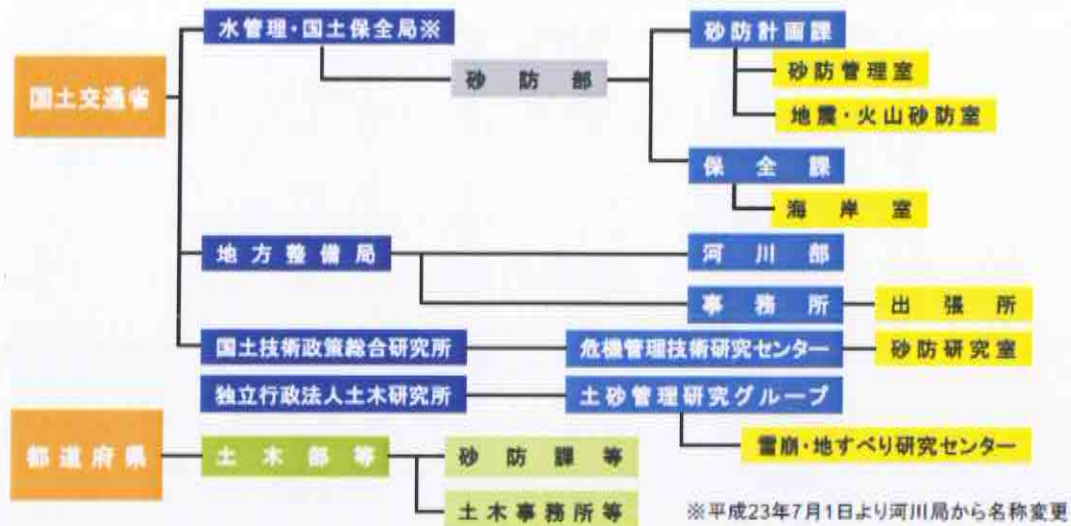 水管理・国土保全局※
砂防計画課
砂防管理室
国土交通省
砂防部
地震・火山砂防室
保全課
海岸室
地方整備局
河川部
事務所
出張所
国土技術政策総合研究所
危機管理技術研究センター
砂防研究室
独立行政法人土木研究所
土砂管理研究グループ
雪崩・地すべり研究センター
都道府県
土木部等
砂防課等
土木事務所等
※平成23年7月1日より河川局から名称変更